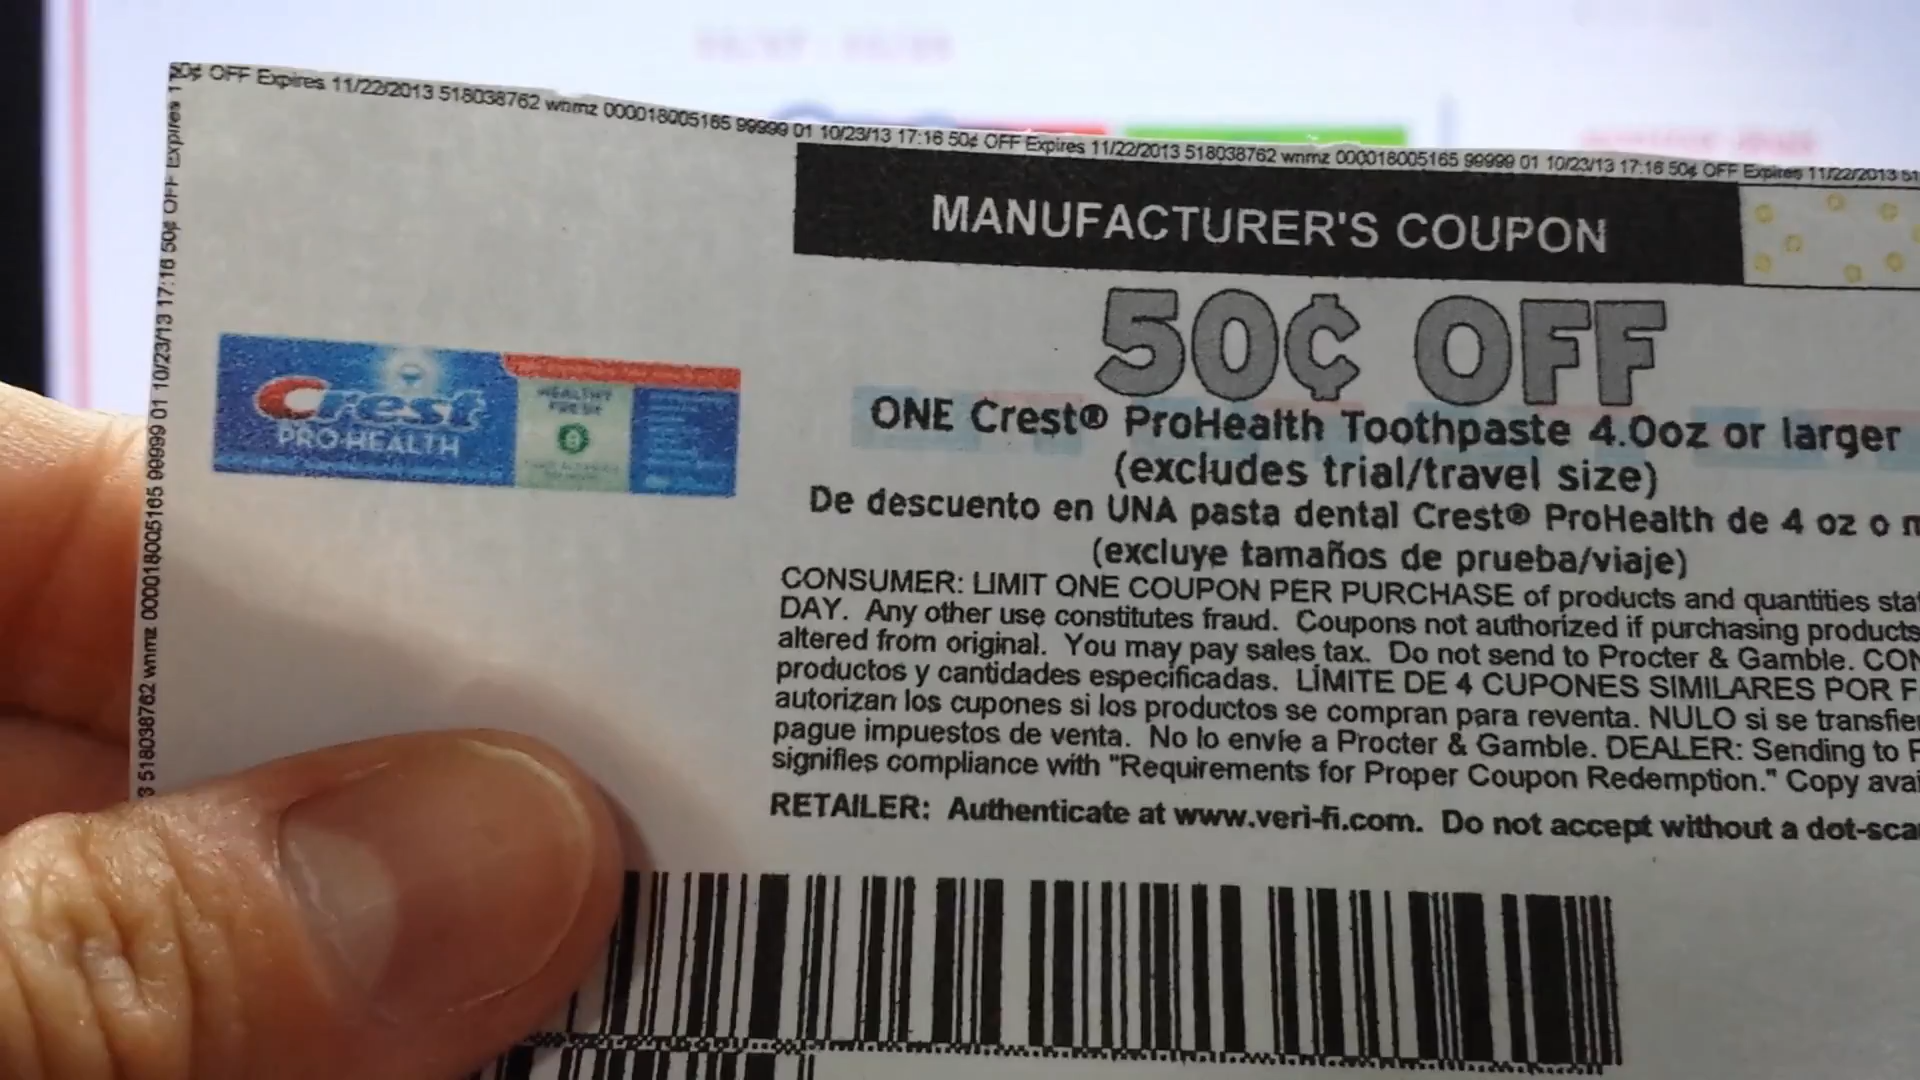 50¢ OFF Expires 11/22/2013 518038762 wnmz 000018005165 99999 01 10/23/13 17:16 50¢ OFF Expires 11/22/2013 518038762 wnmz 000018005165 99999 01 10/23/13 17:16 50¢ OFF Expires 11/22/2013 51
518038762 wnmz 000018005165 99999 01 10/23/13 17:16 50¢ OFF Expires 1
MANUFACTURER'S COUPON
50¢ OFF
Crest
PRO-HEALTH
HEALTHY
FRESH
ONE Crest® ProHealth Toothpaste 4.0oz or larger
(excludes trial/travel size)
De descuento en UNA pasta dental Crest® ProHealth de 4 oz o
(excluye tamaños de prueba/viaje)
CONSUMER: LIMIT ONE COUPON PER PURCHASE of products and quantities
DAY. Any other use constitutes fraud. Coupons not authorized if purchasing products
altered from original. You may pay sales tax. Do not send to Procter & Gamble.
productos y cantidades especificadas. LÍMITE DE 4 CUPONES SIMILARES POR
autorizan los cupones si los productos se compran para reventa. NULO si se
pague impuestos de venta. No lo envíe a Procter & Gamble. DEALER: Sending to
signifies compliance with "Requirements for Proper Coupon Redemption." Copy
RETAILER: Authenticate at www.veri-fi.com. Do not accept without a